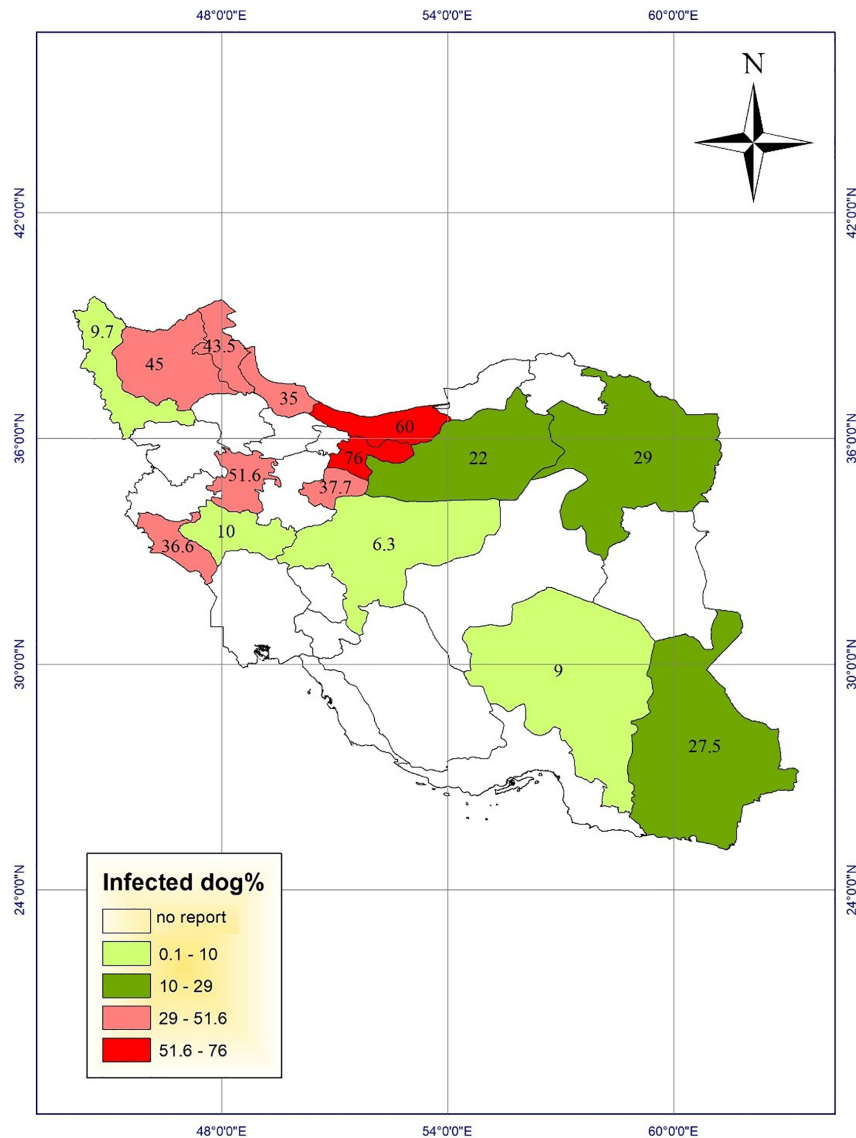 48°0'0"E 54°0'0"E 60°0'0"E
N
42°0'0"N 42°0'0"N
9.7
43.5
45
35
60
36°0'0"N 36°0'0"N
76 22 29
51.6
37.7
10
36.6 6.3
30°0'0"N 30°0'0"N
9
27.5
24°0'0"N 24°0'0"N
Infected dog%
no report
0.1 - 10
10 - 29
29 - 51.6
51.6 - 76
48°0'0"E 54°0'0"E 60°0'0"E